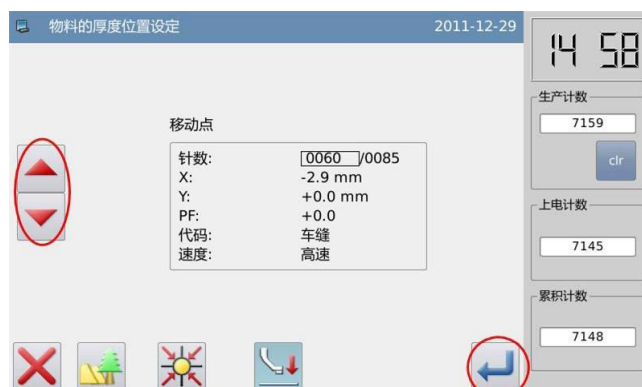 物料的厚度位置设定 2011-12-29
14 58
移动点
针数: 0060 /0085
X: -2.9 mm
Y: +0.0 mm
PF: +0.0
代码: 车缝
速度: 高速
生产计数
7159
clr
上电计数
7145
累积计数
7148